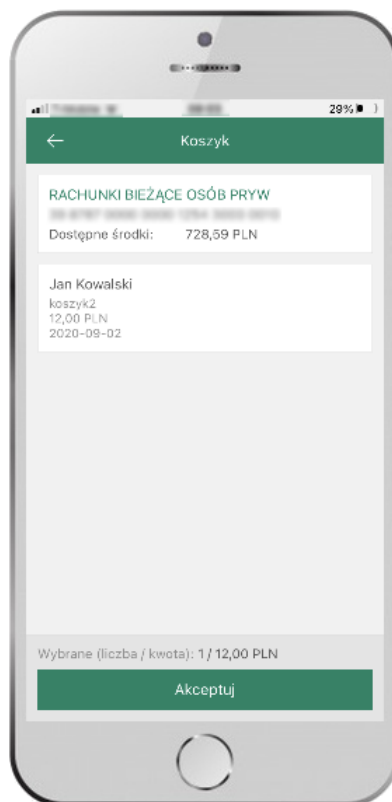 29%
Koszyk
RACHUNKI BIEŻĄCE OSÓB PRYW
Dostępne środki: 728,59 PLN
Jan Kowalski
koszyk2
12,00 PLN
2020-09-02
Wybrane (liczba / kwota): 1 / 12,00 PLN
Akceptuj